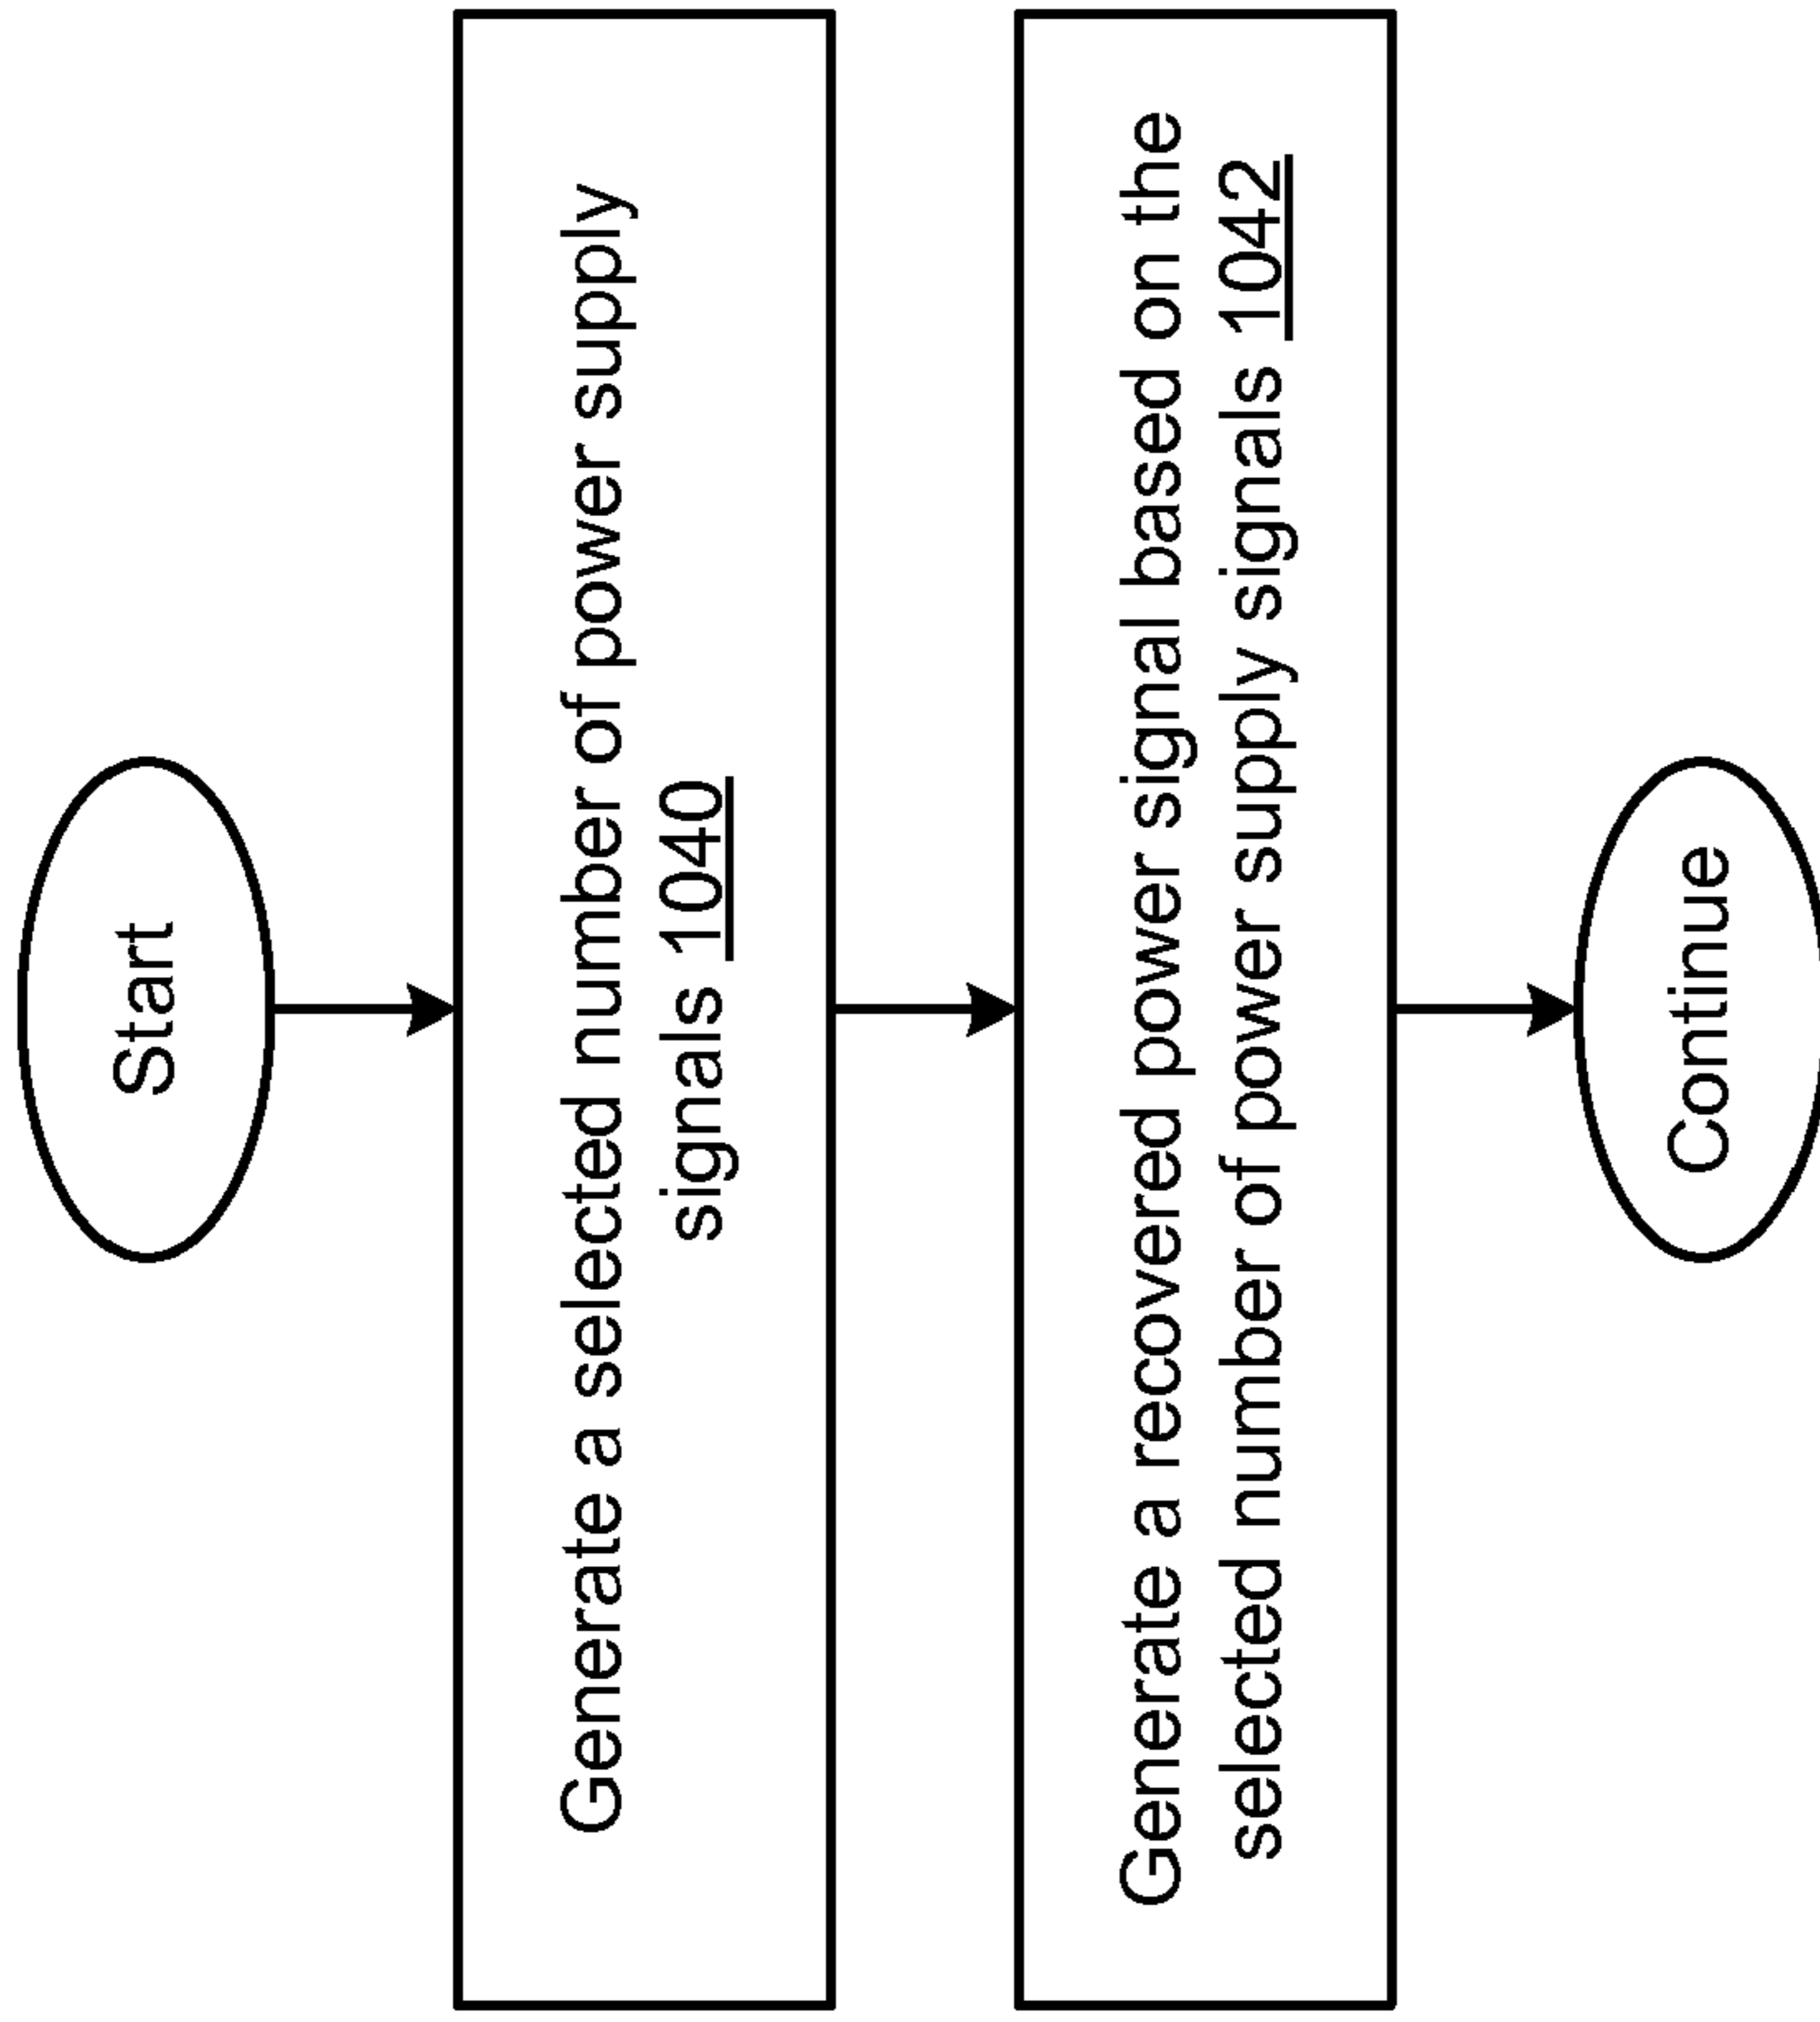 Start
Generate a selected number of power supply
signals 1040
Generate a recovered power signal based on the
selected number of power supply signals 1042
Continue